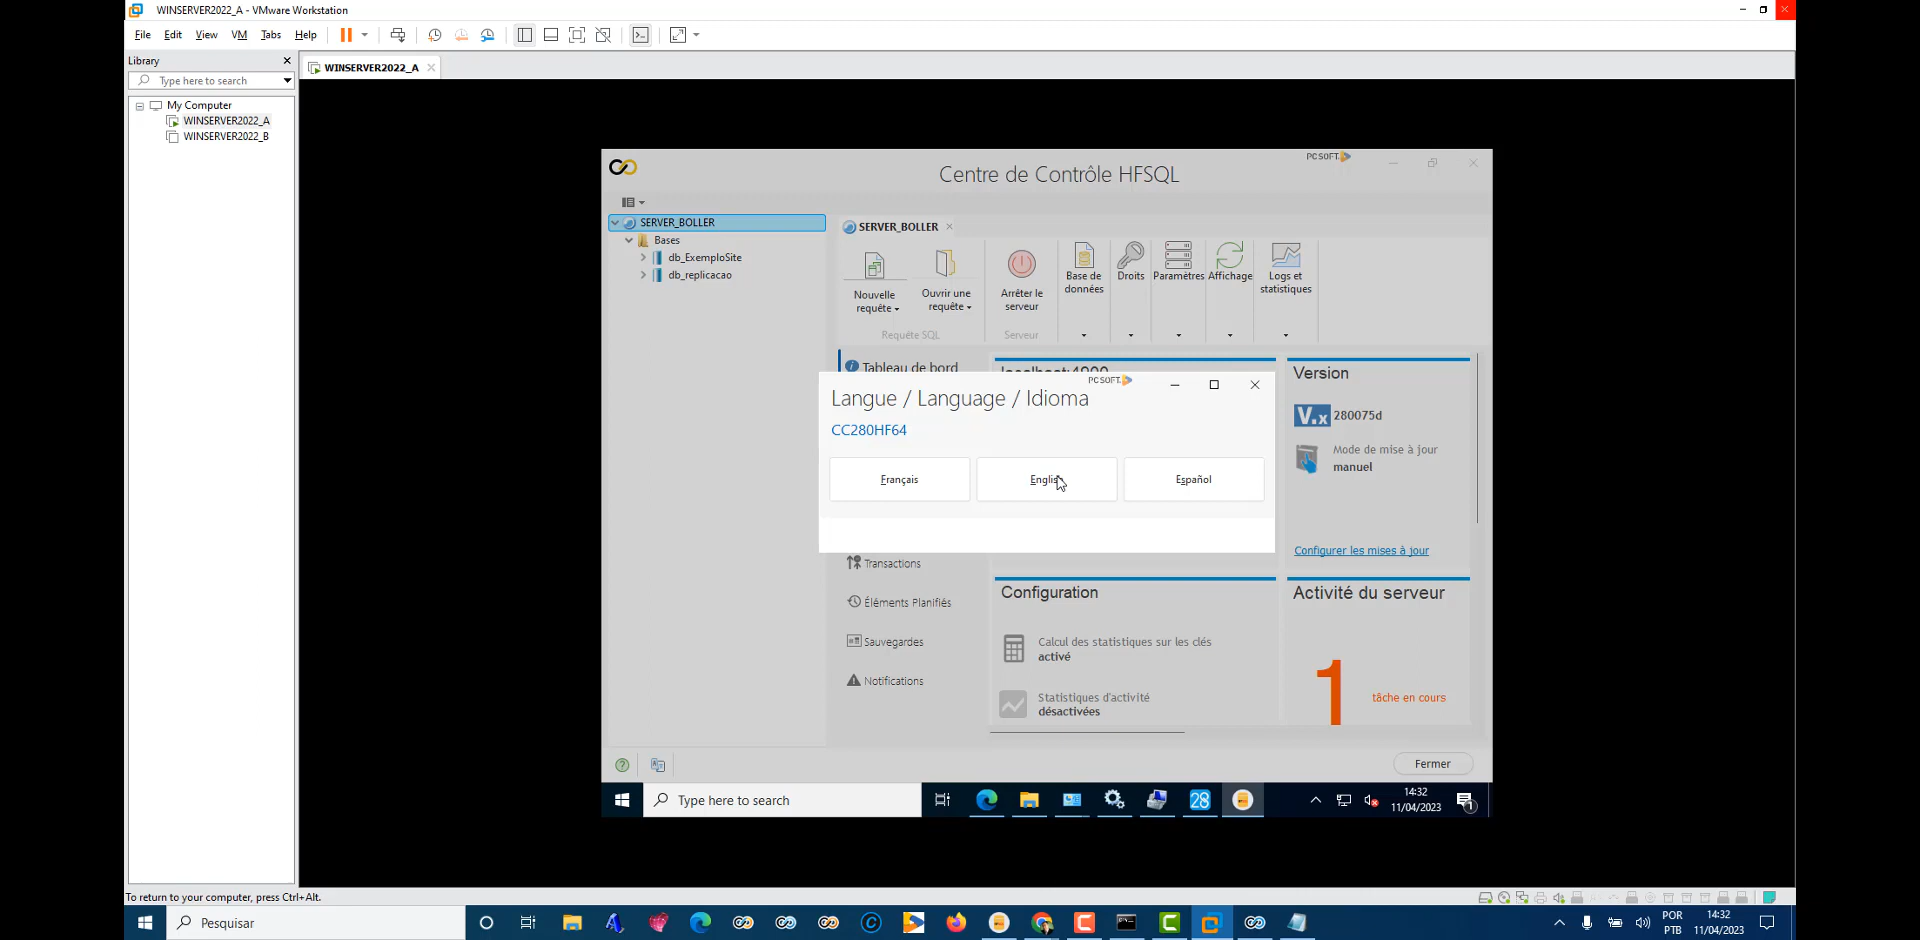 WINSERVER2022_A - VMware Workstation
File Edit View VM Tabs Help
Library
Type here to search
My Computer
WINSERVER2022_A
WINSERVER2022_B
WINSERVER2022_A
PC SOFT
Centre de Contrôle HFSQL
SERVER_BOLLER
Bases
db_ExemploSite
db_replicacao
SERVER_BOLLER
Nouvelle requête
Ouvrir une requête
Arrêter le serveur
Base de données
Droits
Paramètres
Affichage
Logs et statistiques
Requête SQL
Serveur
Tableau de bord
localhost:4900
Version
V.x 280075d
Mode de mise à jour
manuel
Configurer les mises à jour
PC SOFT
Langue / Language / Idioma
CC280HF64
Français
English
Español
Transactions
Éléments Planifiés
Sauvegardes
Notifications
Configuration
Calcul des statistiques sur les clés
activé
Statistiques d'activité
désactivées
Activité du serveur
1 tâche en cours
Fermer
Type here to search
28
14:32
11/04/2023
1
To return to your computer, press Ctrl+Alt.
Pesquisar
POR
PTB
14:32
11/04/2023